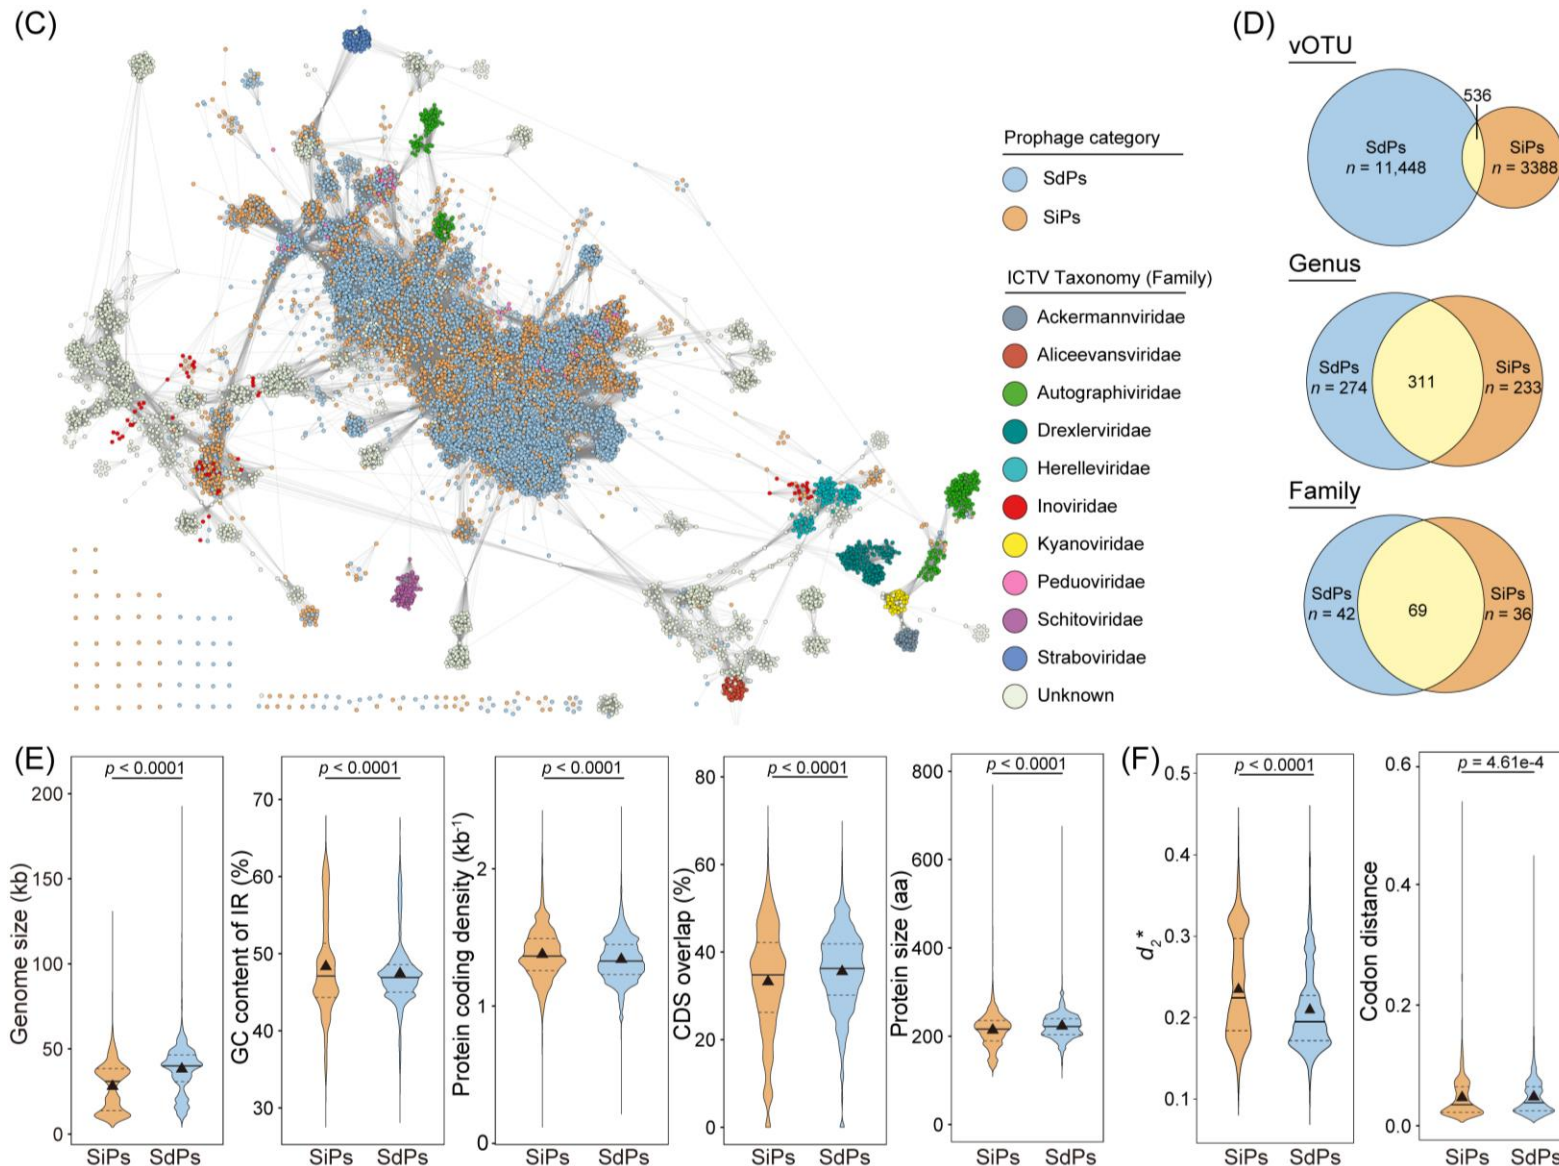 (C)
Prophage category
SdPs
SiPs
ICTV Taxonomy (Family)
Ackermannviridae
Aliceevansviridae
Autographiviridae
Drexlerviridae
Herelleviridae
Inoviridae
Kyanoviridae
Peduoviridae
Schitoviridae
Straboviridae
Unknown
(D)
vOTU
536
SdPs
n = 11,448
SiPs
n = 3388
Genus
SdPs
n = 274
311
SiPs
n = 233
Family
SdPs
n = 42
69
SiPs
n = 36
(E)
Genome size (kb)
200
150
100
50
0
p < 0.0001
SiPs SdPs
GC content of IR (%)
70
60
50
40
30
p < 0.0001
SiPs SdPs
Protein coding density (kb⁻¹)
2
1
0
p < 0.0001
SiPs SdPs
CDS overlap (%)
80
60
40
20
0
p < 0.0001
SiPs SdPs
Protein size (aa)
800
600
400
200
0
p < 0.0001
SiPs SdPs
(F)
d₂*
0.5
0.4
0.3
0.2
0.1
p < 0.0001
SiPs SdPs
Codon distance
0.6
0.4
0.2
0.0
p = 4.61e-4
SiPs SdPs